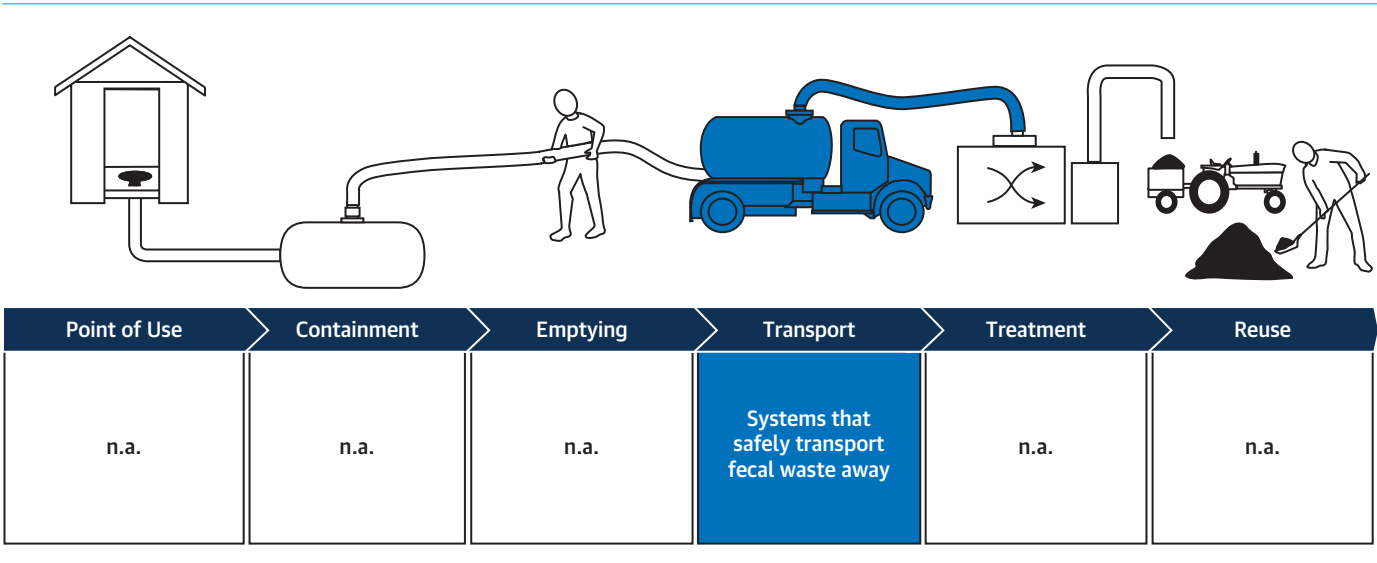 Point of Use
Containment
Emptying
Transport
Treatment
Reuse
n.a.
n.a.
n.a.
Systems that
safely transport
fecal waste away
n.a.
n.a.